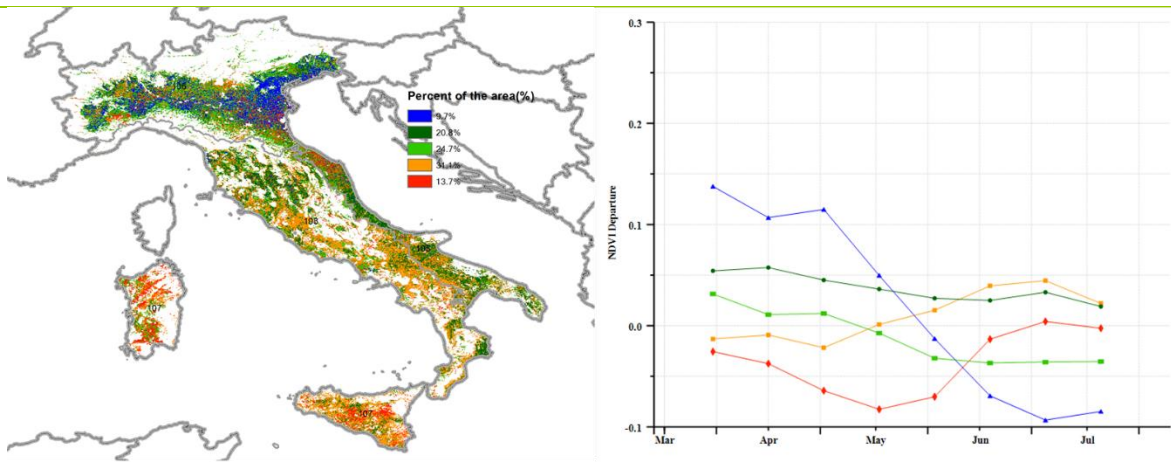 Percent of the area(%)
9.7%
20.8%
24.7%
31.1%
13.7%
108
107
107
NDVI Departure
0.3
0.2
0.1
0.0
-0.1
Mar
Apr
May
Jun
Jul